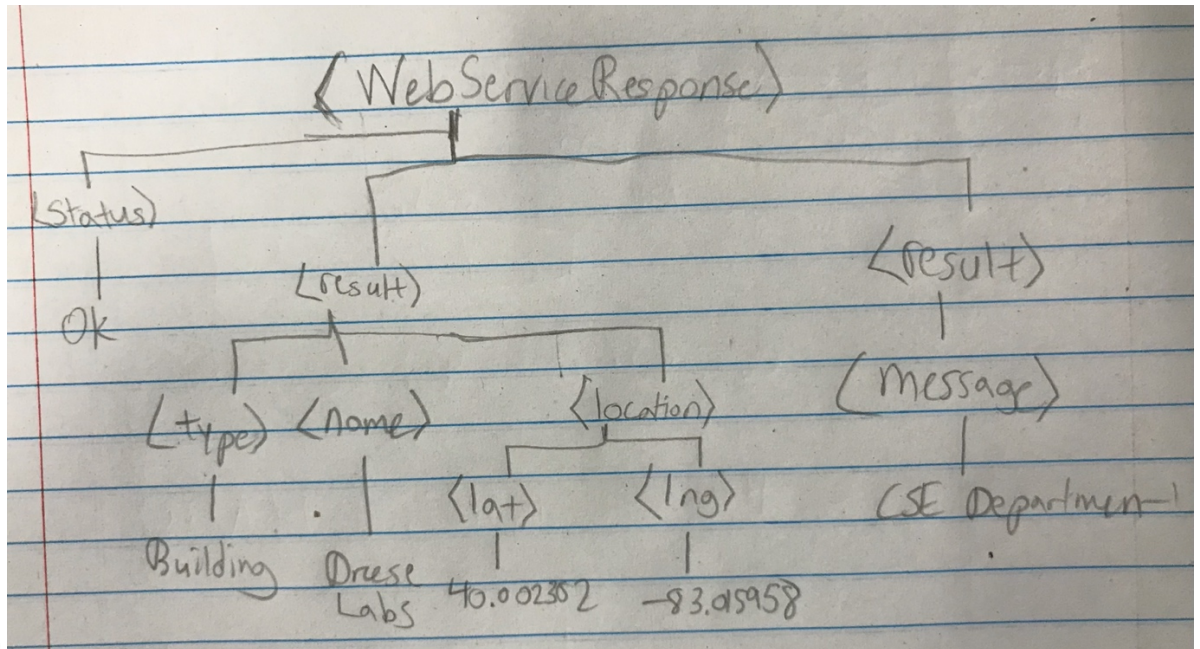 <WebServiceResponse>
<Status>
<result>
<result>
Ok
<type> <name> <location> <message>
<lat> <lng> CSE Department
Building Dreese
Labs 40.002302 -83.015958